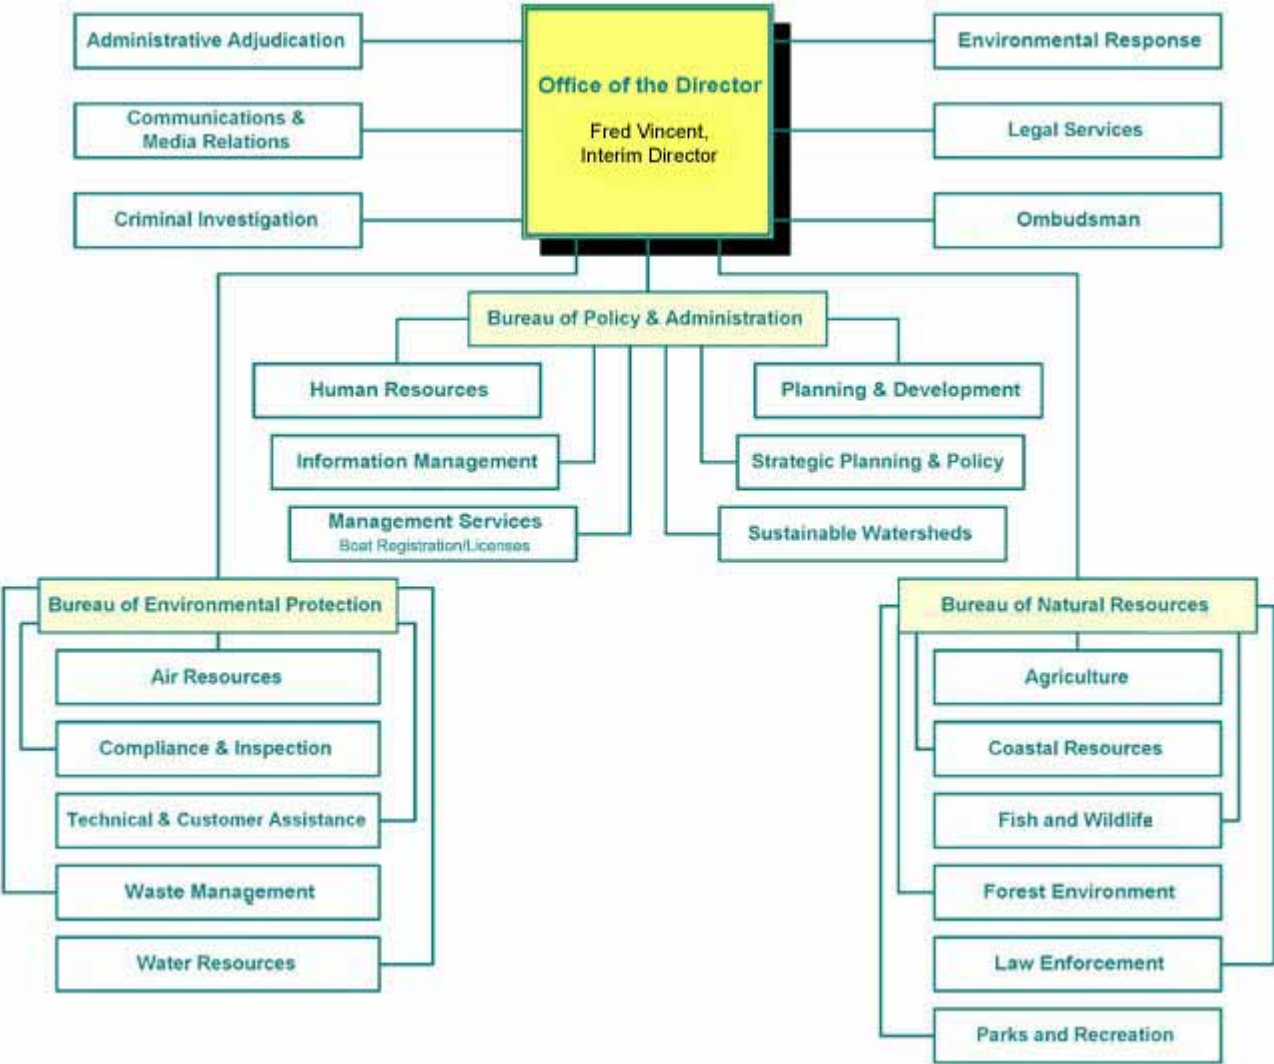 Administrative Adjudication
Communications &
Media Relations
Criminal Investigation
Office of the Director
Fred Vincent,
Interim Director
Environmental Response
Legal Services
Ombudsman
Bureau of Policy & Administration
Human Resources
Planning & Development
Information Management
Strategic Planning & Policy
Management Services
Boat Registration/Licenses
Sustainable Watersheds
Bureau of Environmental Protection
Air Resources
Compliance & Inspection
Technical & Customer Assistance
Waste Management
Water Resources
Bureau of Natural Resources
Agriculture
Coastal Resources
Fish and Wildlife
Forest Environment
Law Enforcement
Parks and Recreation